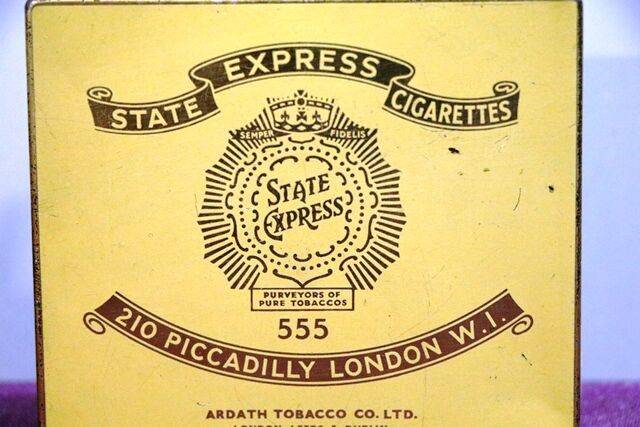 STATE EXPRESS CIGARETTES
SEMPER FIDELIS
STATE
EXPRESS
PURVEYORS OF
PURE TOBACCOS
555
210 PICCADILLY LONDON W.I.
ARDATH TOBACCO CO. LTD.